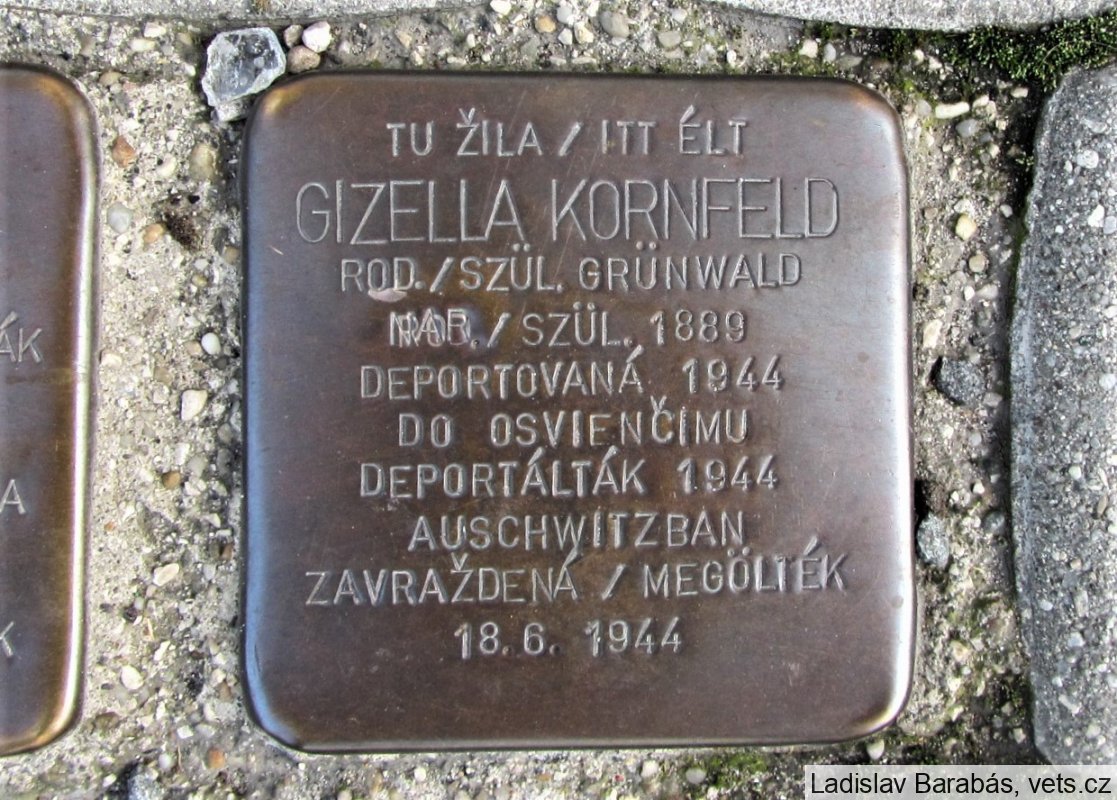 TU ŽILA / ITT ÉLT
GIZELLA KORNFELD
ROD. / SZÜL. GRÜNWALD
NAR. / SZÜL. 1889
DEPORTOVANÁ 1944
DO OSVIENČIMU
DEPORTÁLTÁK 1944
AUSCHWITZBAN
ZAVRAŽDENÁ / MEGÖLTÉK
18.6. 1944
ÁK
A
K
Ladislav Barabás, vets.cz